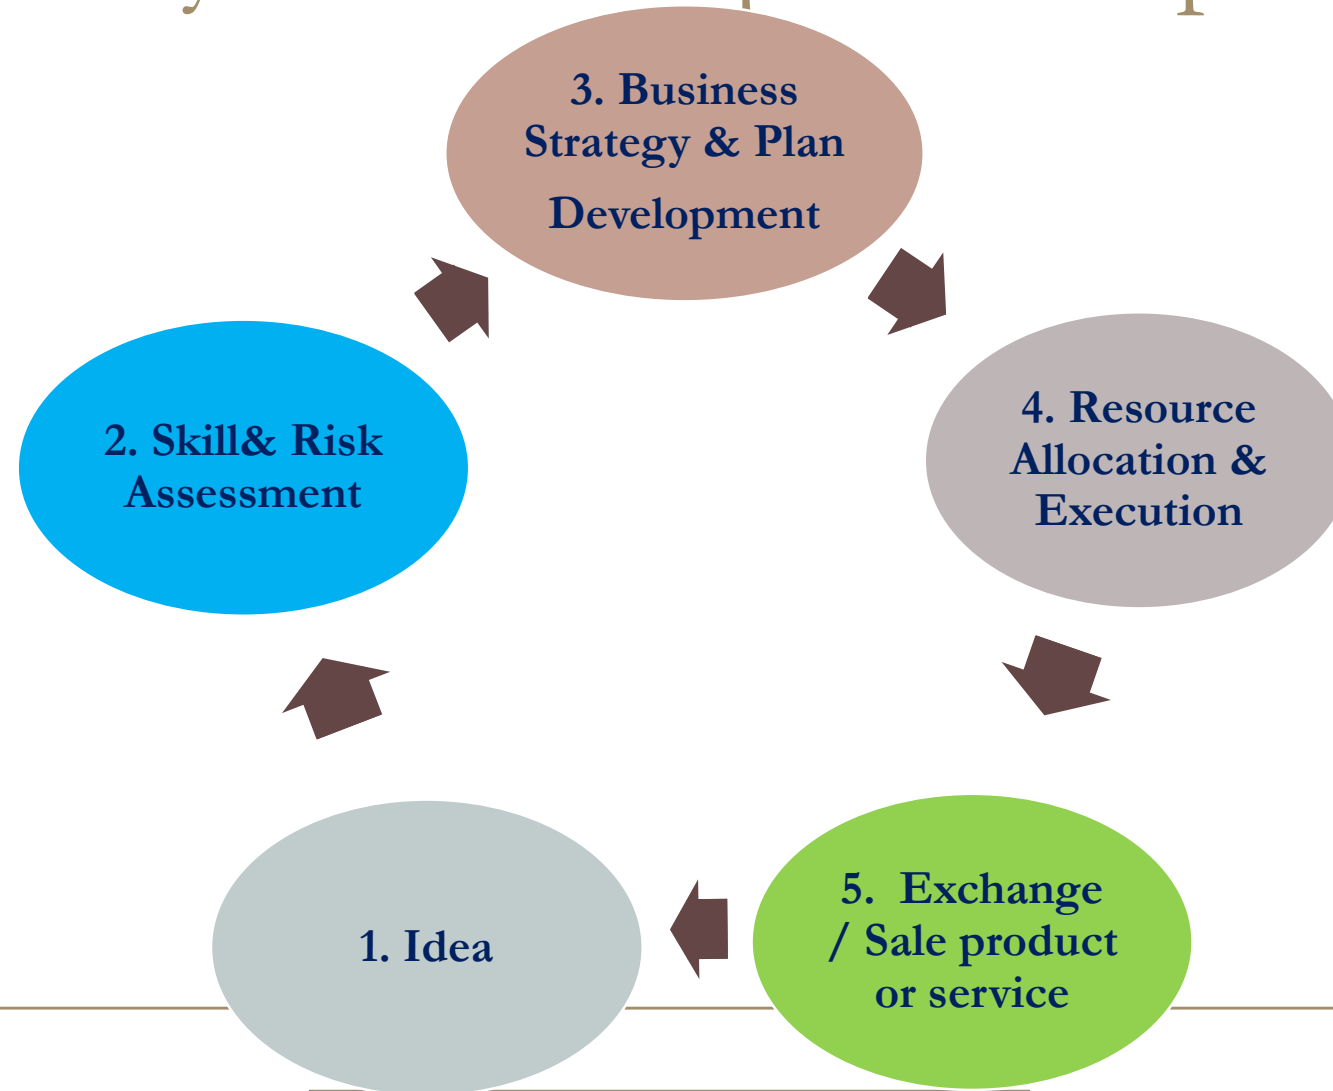 3. Business
Strategy & Plan
Development
2. Skill& Risk
Assessment
4. Resource
Allocation &
Execution
1. Idea
5.  Exchange
/ Sale product
or service